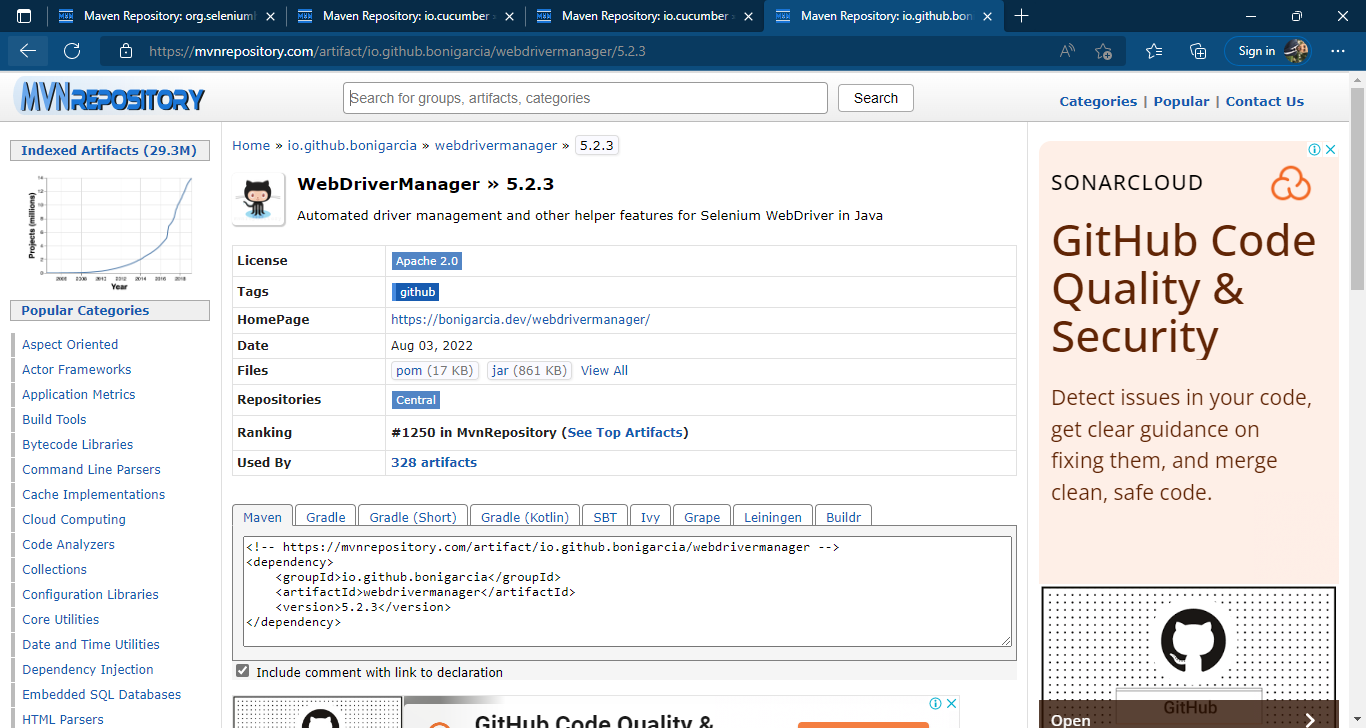 Maven Repository: org.selenium
Maven Repository: io.cucumber »
Maven Repository: io.cucumber »
Maven Repository: io.github.bon
https://mvnrepository.com/artifact/io.github.bonigarcia/webdrivermanager/5.2.3
Sign in
MVNREPOSITORY
Search for groups, artifacts, categories
Search
Categories | Popular | Contact Us
Indexed Artifacts (29.3M)
Projects (millions)
Year
Popular Categories
Aspect Oriented
Actor Frameworks
Application Metrics
Build Tools
Bytecode Libraries
Command Line Parsers
Cache Implementations
Cloud Computing
Code Analyzers
Collections
Configuration Libraries
Core Utilities
Date and Time Utilities
Dependency Injection
Embedded SQL Databases
HTML Parsers
Home » io.github.bonigarcia » webdrivermanager » 5.2.3
WebDriverManager » 5.2.3
Automated driver management and other helper features for Selenium WebDriver in Java
License Apache 2.0
Tags github
HomePage https://bonigarcia.dev/webdrivermanager/
Date Aug 03, 2022
Files pom (17 KB) jar (861 KB) View All
Repositories Central
Ranking #1250 in MvnRepository (See Top Artifacts)
Used By 328 artifacts
Maven Gradle Gradle (Short) Gradle (Kotlin) SBT Ivy Grape Leiningen Buildr
<!-- https://mvnrepository.com/artifact/io.github.bonigarcia/webdrivermanager -->
<dependency>
<groupId>io.github.bonigarcia</groupId>
<artifactId>webdrivermanager</artifactId>
<version>5.2.3</version>
</dependency>
Include comment with link to declaration
GitHub Code Quality &
SONARCLOUD
GitHub Code
Quality &
Security
Detect issues in your code,
get clear guidance on
fixing them, and merge
clean, safe code.
GitHub
Open